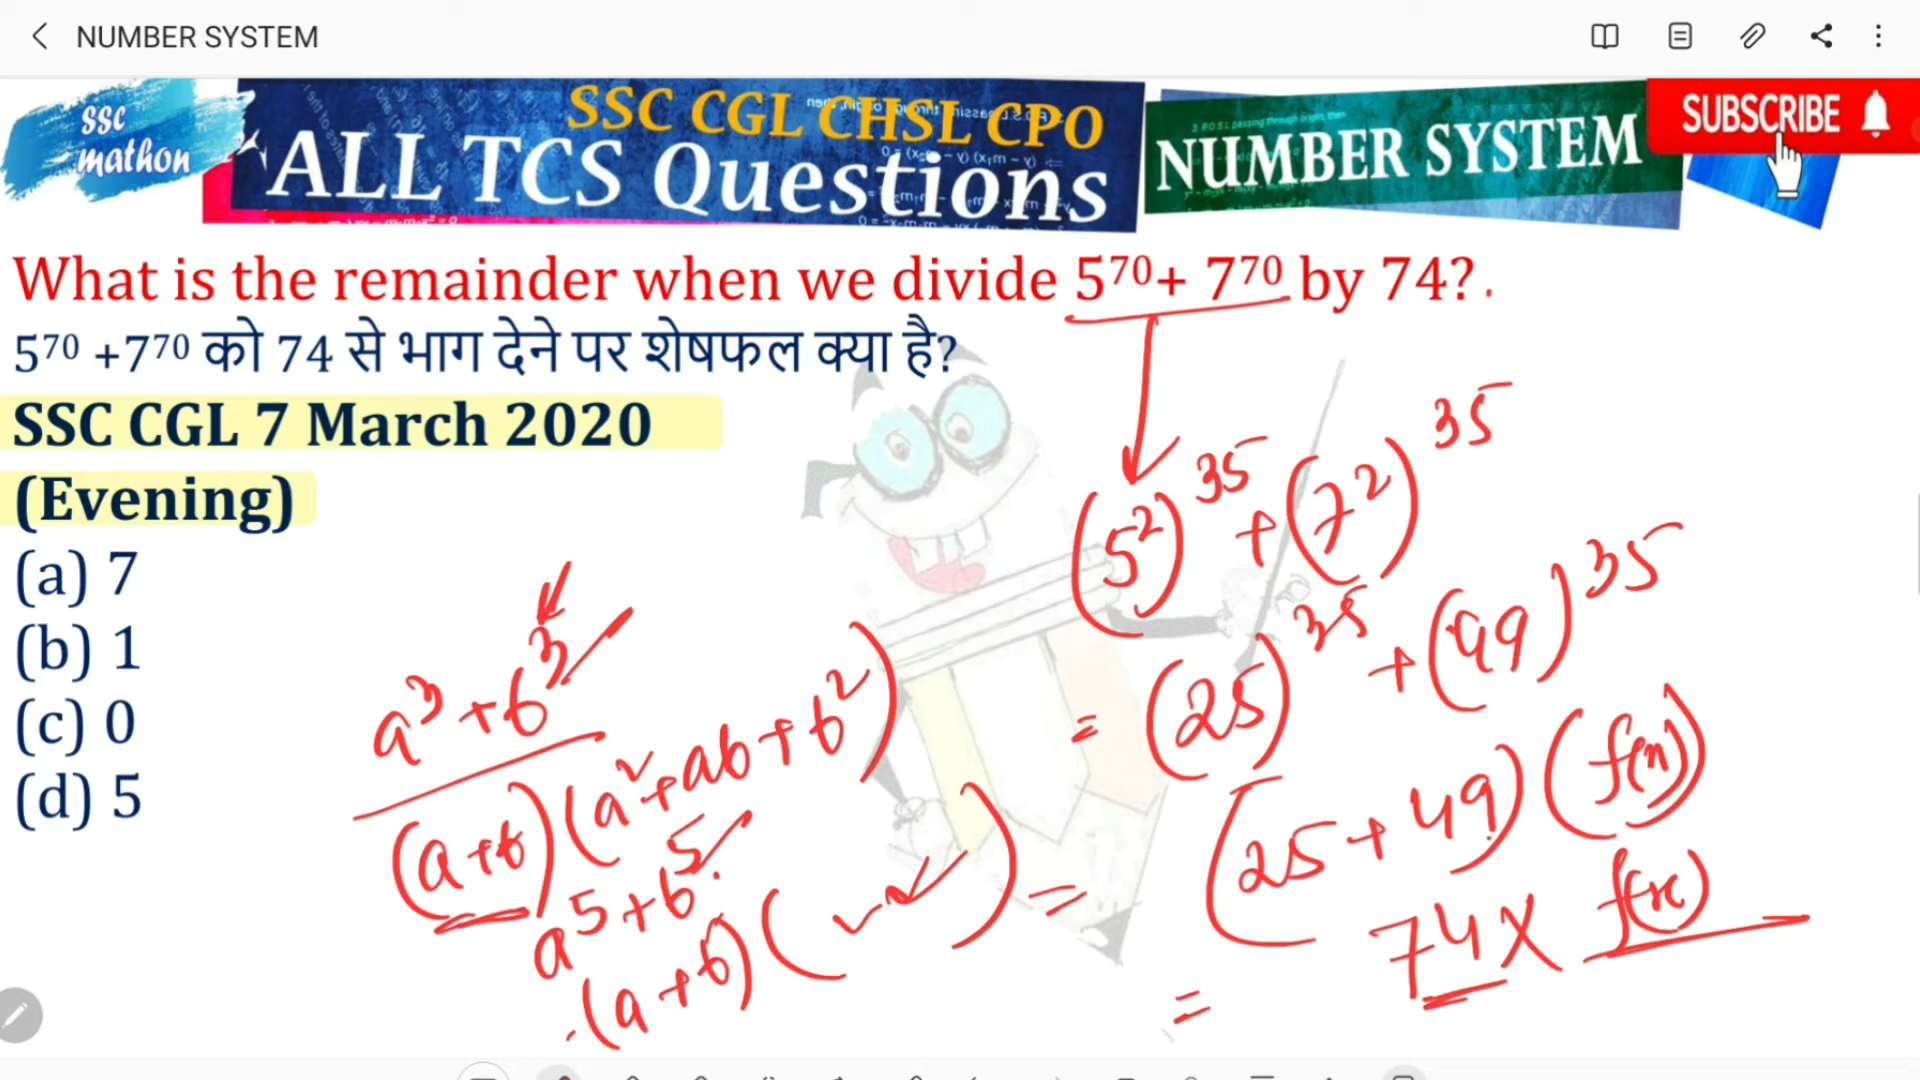 NUMBER SYSTEM
SSC
mathon
SSC CGL CHSL CPO
ALL TCS Questions
NUMBER SYSTEM
SUBSCRIBE
What is the remainder when we divide 5⁷⁰+ 7⁷⁰ by 74?
5⁷⁰ +7⁷⁰ को 74 से भाग देने पर शेषफल क्या है?
SSC CGL 7 March 2020
(Evening)
(a) 7
(b) 1
(c) 0
(d) 5
a³+b³
(a+b)(a²+ab+b²)
a⁵+b⁵
(a+b)( )
(5²)³⁵+(7²)³⁵
=(25)³⁵+(49)³⁵
=(25+49)(f(n))
=74×f(x)